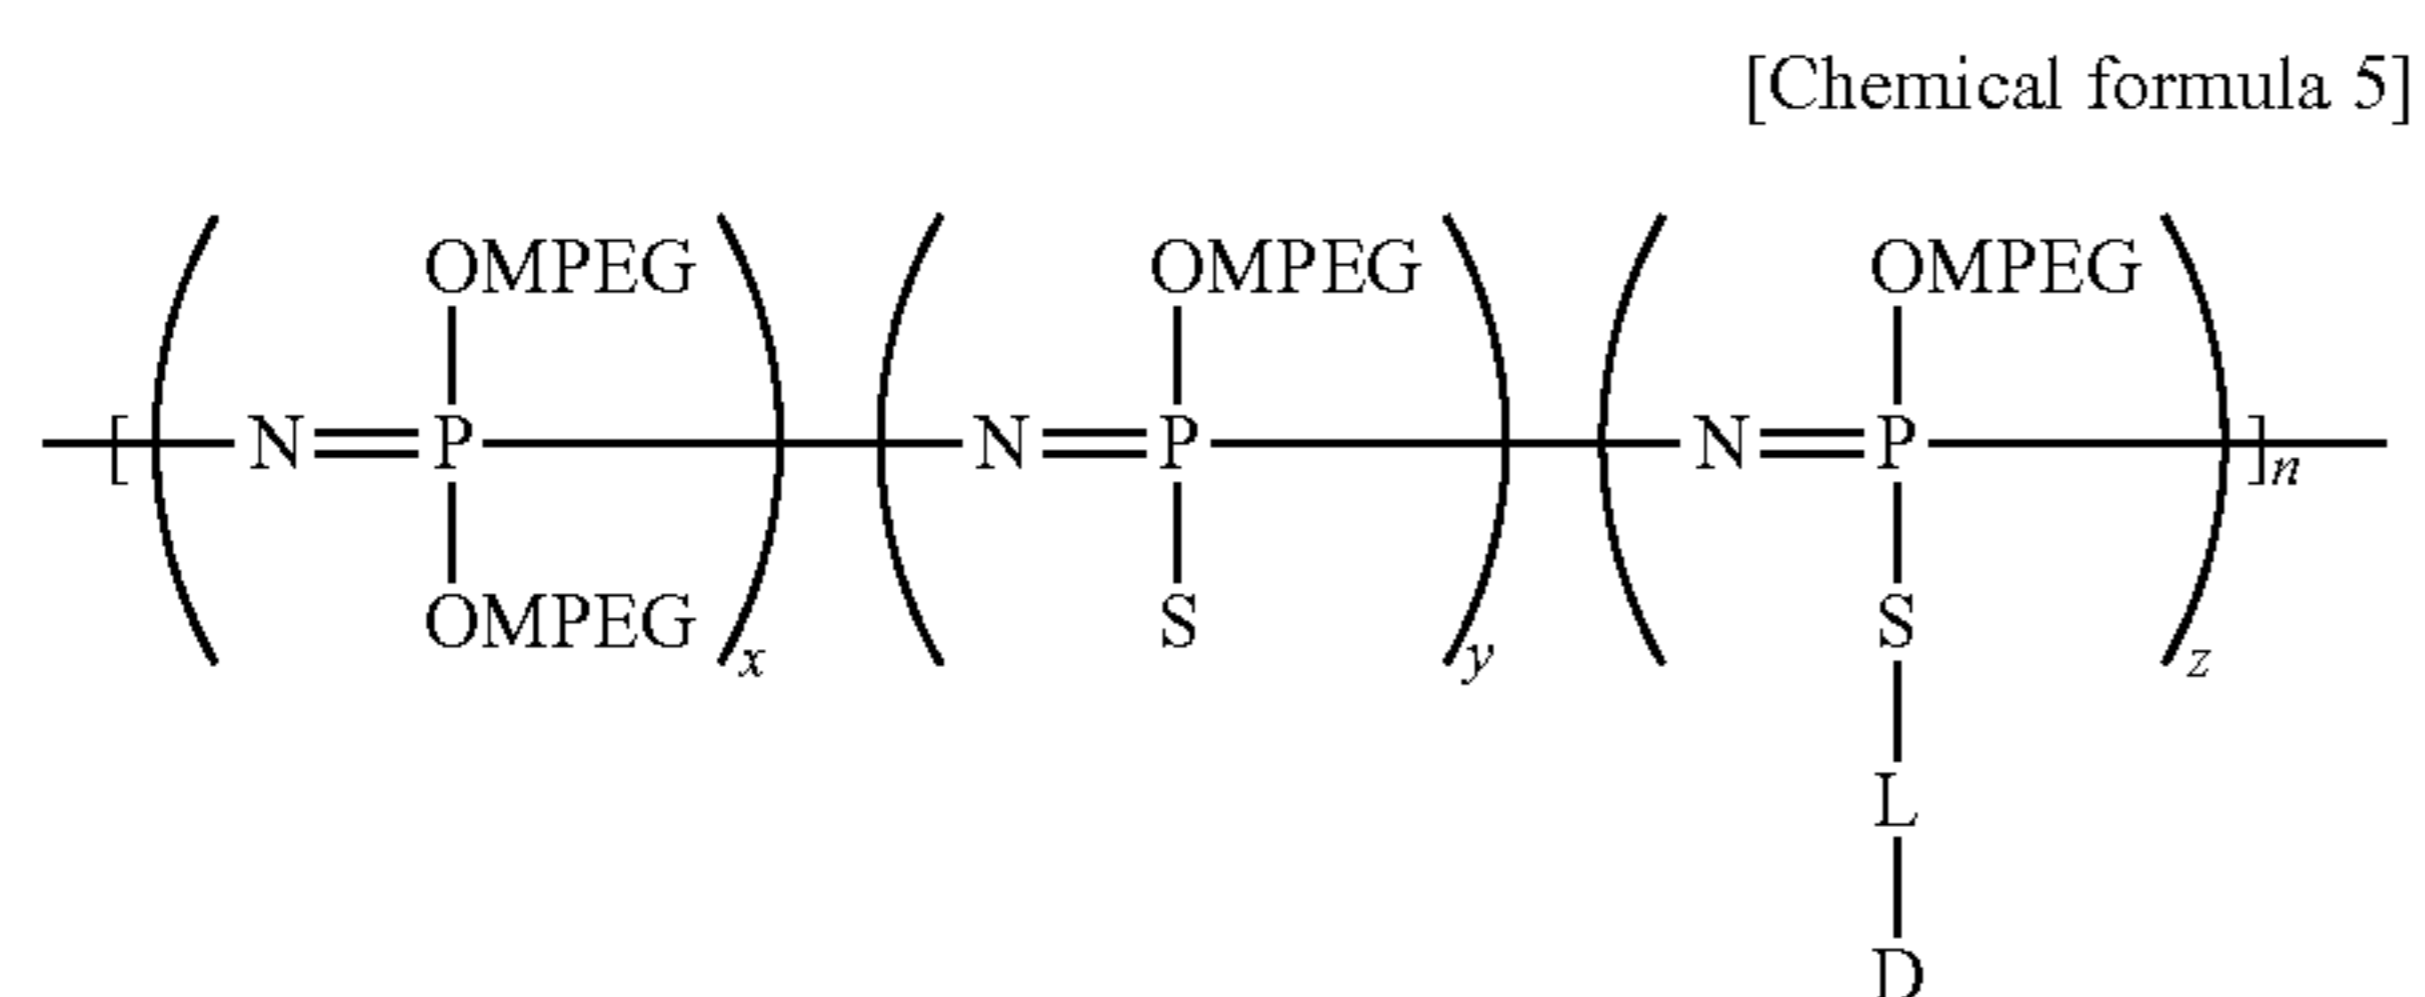 [Chemical formula 5]
OMPEG OMPEG OMPEG
[ N P N P N P ]n
OMPEG x S y S z
L
D